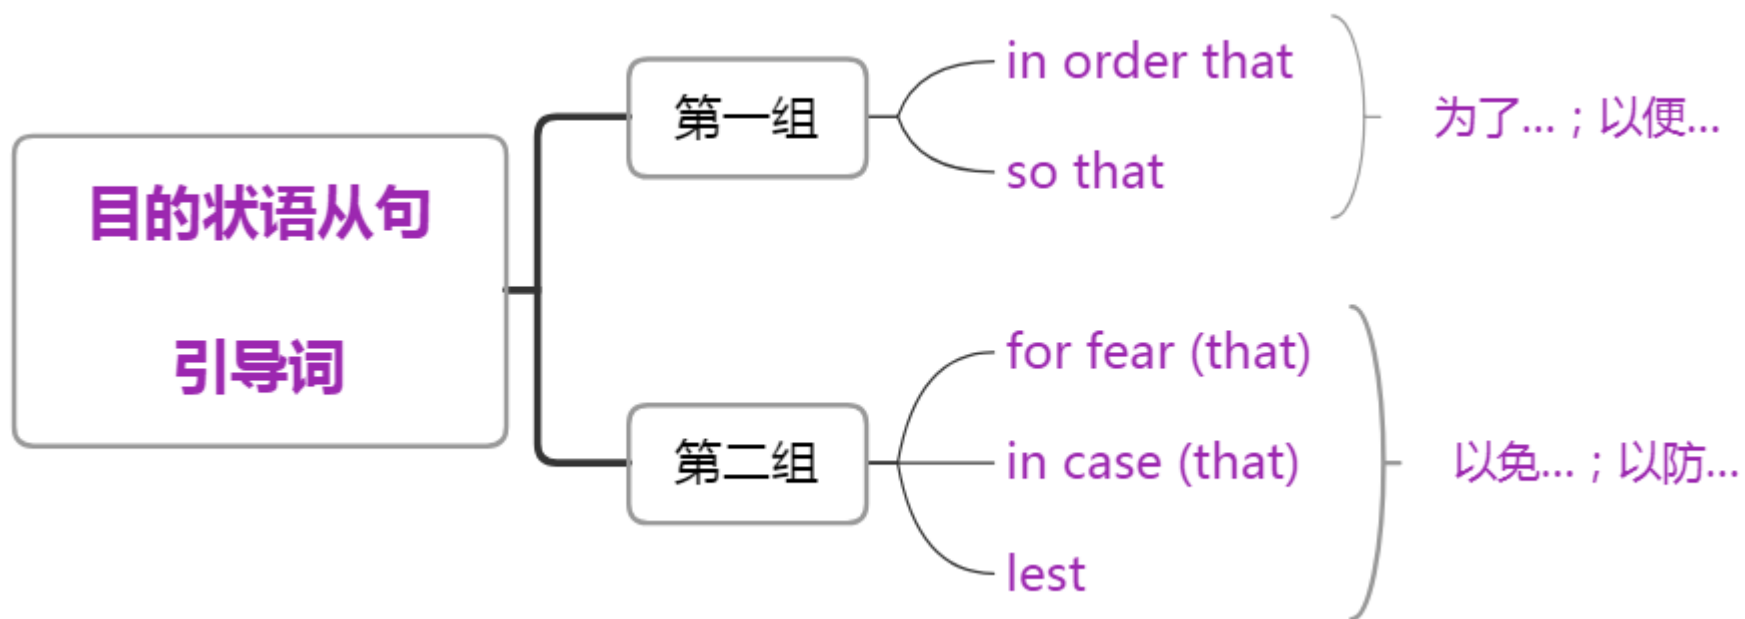 目的状语从句
引导词
第一组
in order that
so that
为了...；以便...
第二组
for fear (that)
in case (that)
lest
以免...；以防...